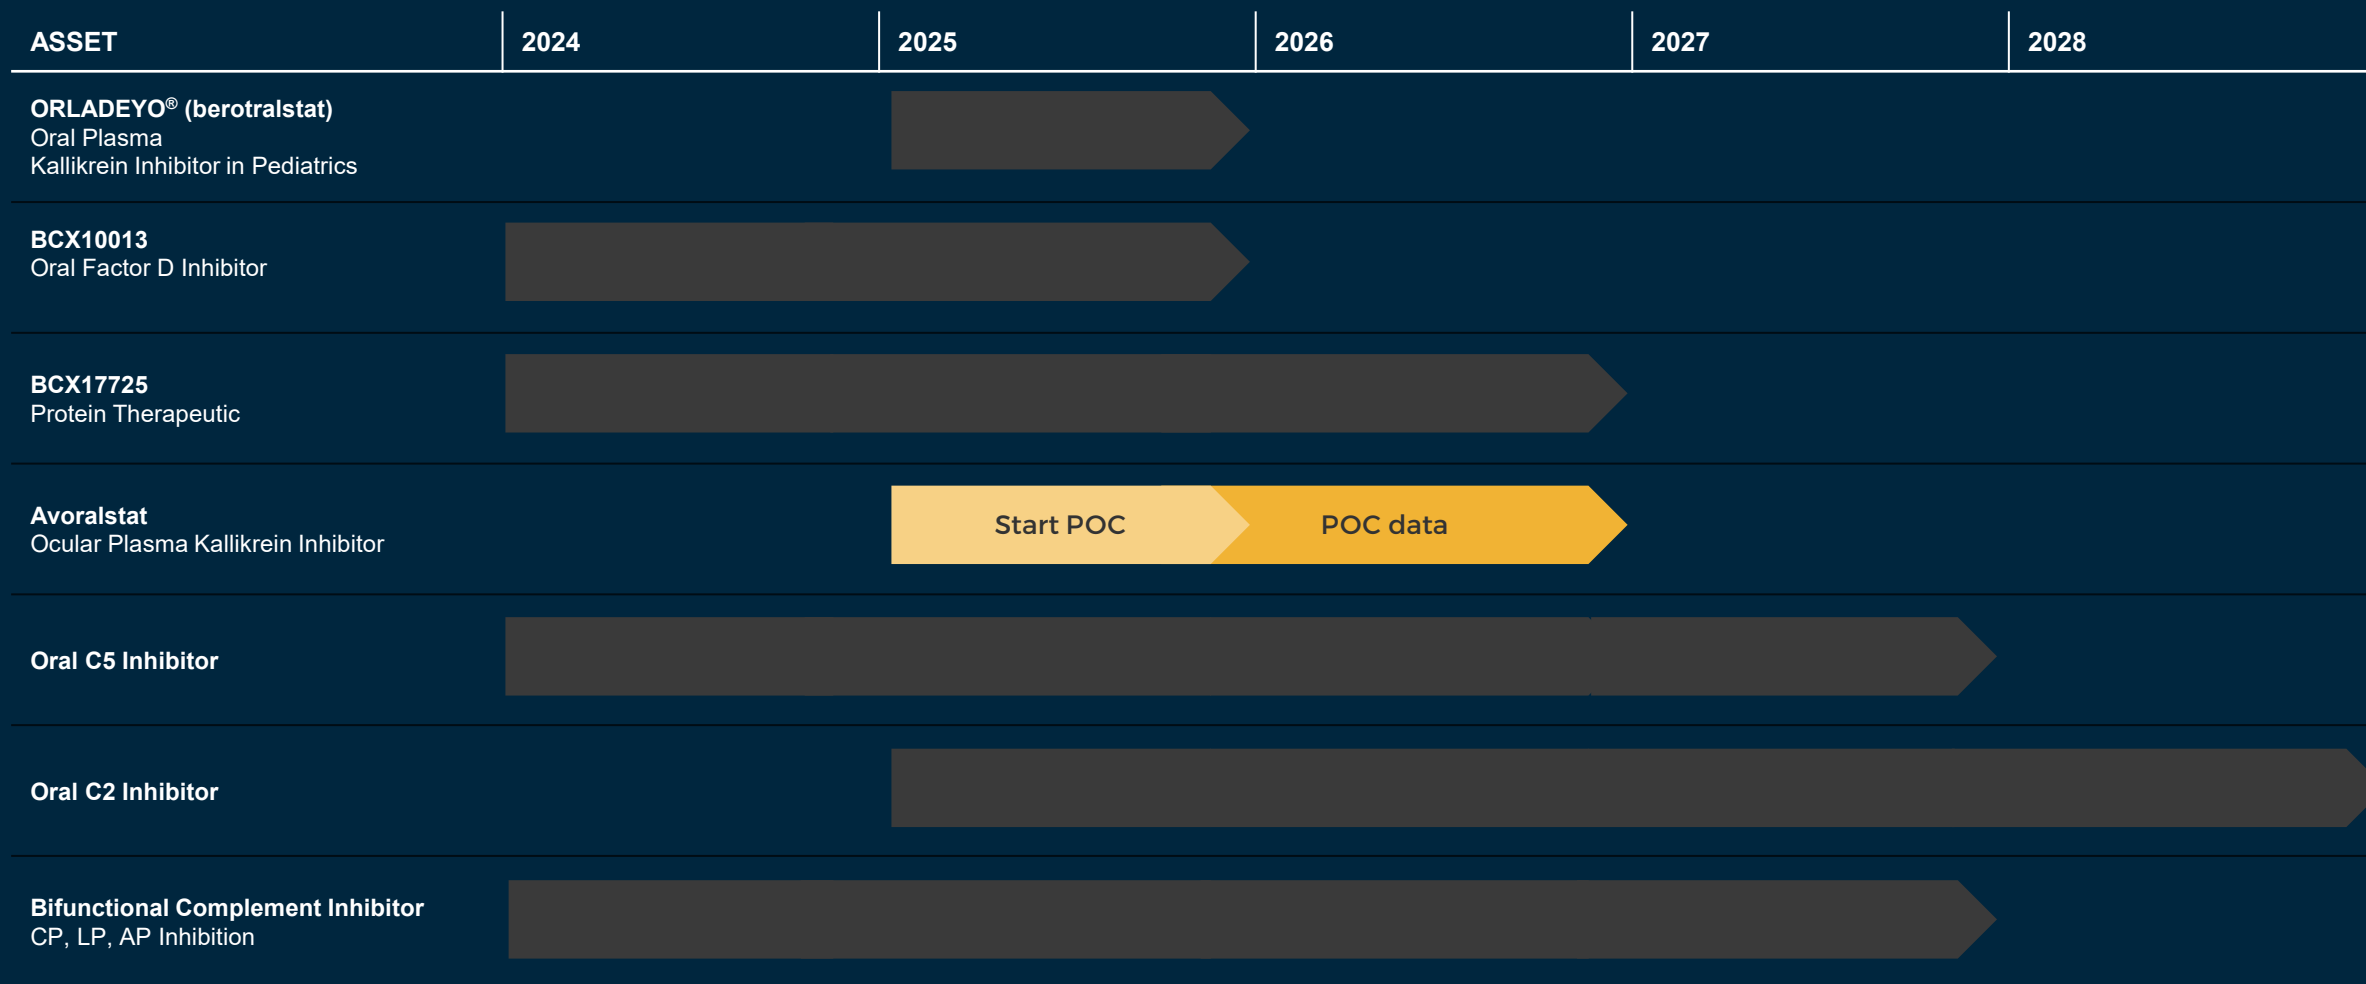 ASSET 2024 2025 2026 2027 2028
ORLADEYO® (berotralstat)
Oral Plasma
Kallikrein Inhibitor in Pediatrics
BCX10013
Oral Factor D Inhibitor
BCX17725
Protein Therapeutic
Avoralstat
Ocular Plasma Kallikrein Inhibitor
Start POC POC data
Oral C5 Inhibitor
Oral C2 Inhibitor
Bifunctional Complement Inhibitor
CP, LP, AP Inhibition